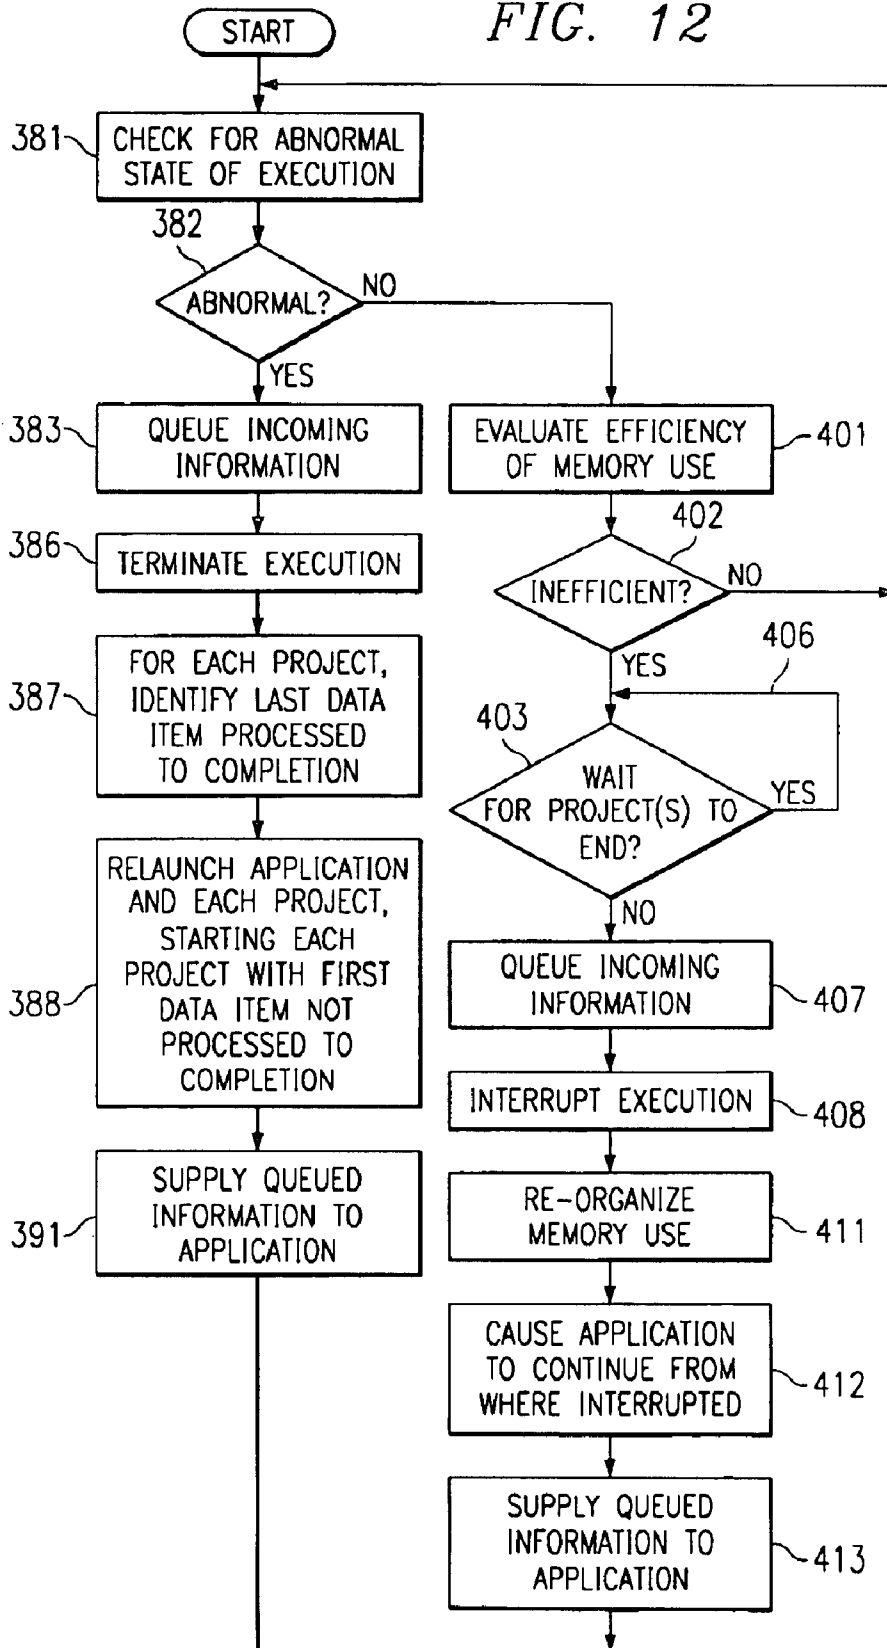 FIG. 12
START
381
CHECK FOR ABNORMAL
STATE OF EXECUTION
382
ABNORMAL?
NO
YES
383
QUEUE INCOMING
INFORMATION
386
TERMINATE EXECUTION
387
FOR EACH PROJECT,
IDENTIFY LAST DATA
ITEM PROCESSED
TO COMPLETION
388
RELAUNCH APPLICATION
AND EACH PROJECT,
STARTING EACH
PROJECT WITH FIRST
DATA ITEM NOT
PROCESSED TO
COMPLETION
391
SUPPLY QUEUED
INFORMATION TO
APPLICATION
EVALUATE EFFICIENCY
OF MEMORY USE
401
402
INEFFICIENT?
NO
YES
406
403
WAIT
FOR PROJECT(S) TO
END?
YES
NO
QUEUE INCOMING
INFORMATION
407
INTERRUPT EXECUTION
408
RE-ORGANIZE
MEMORY USE
411
CAUSE APPLICATION
TO CONTINUE FROM
WHERE INTERRUPTED
412
SUPPLY QUEUED
INFORMATION TO
APPLICATION
413